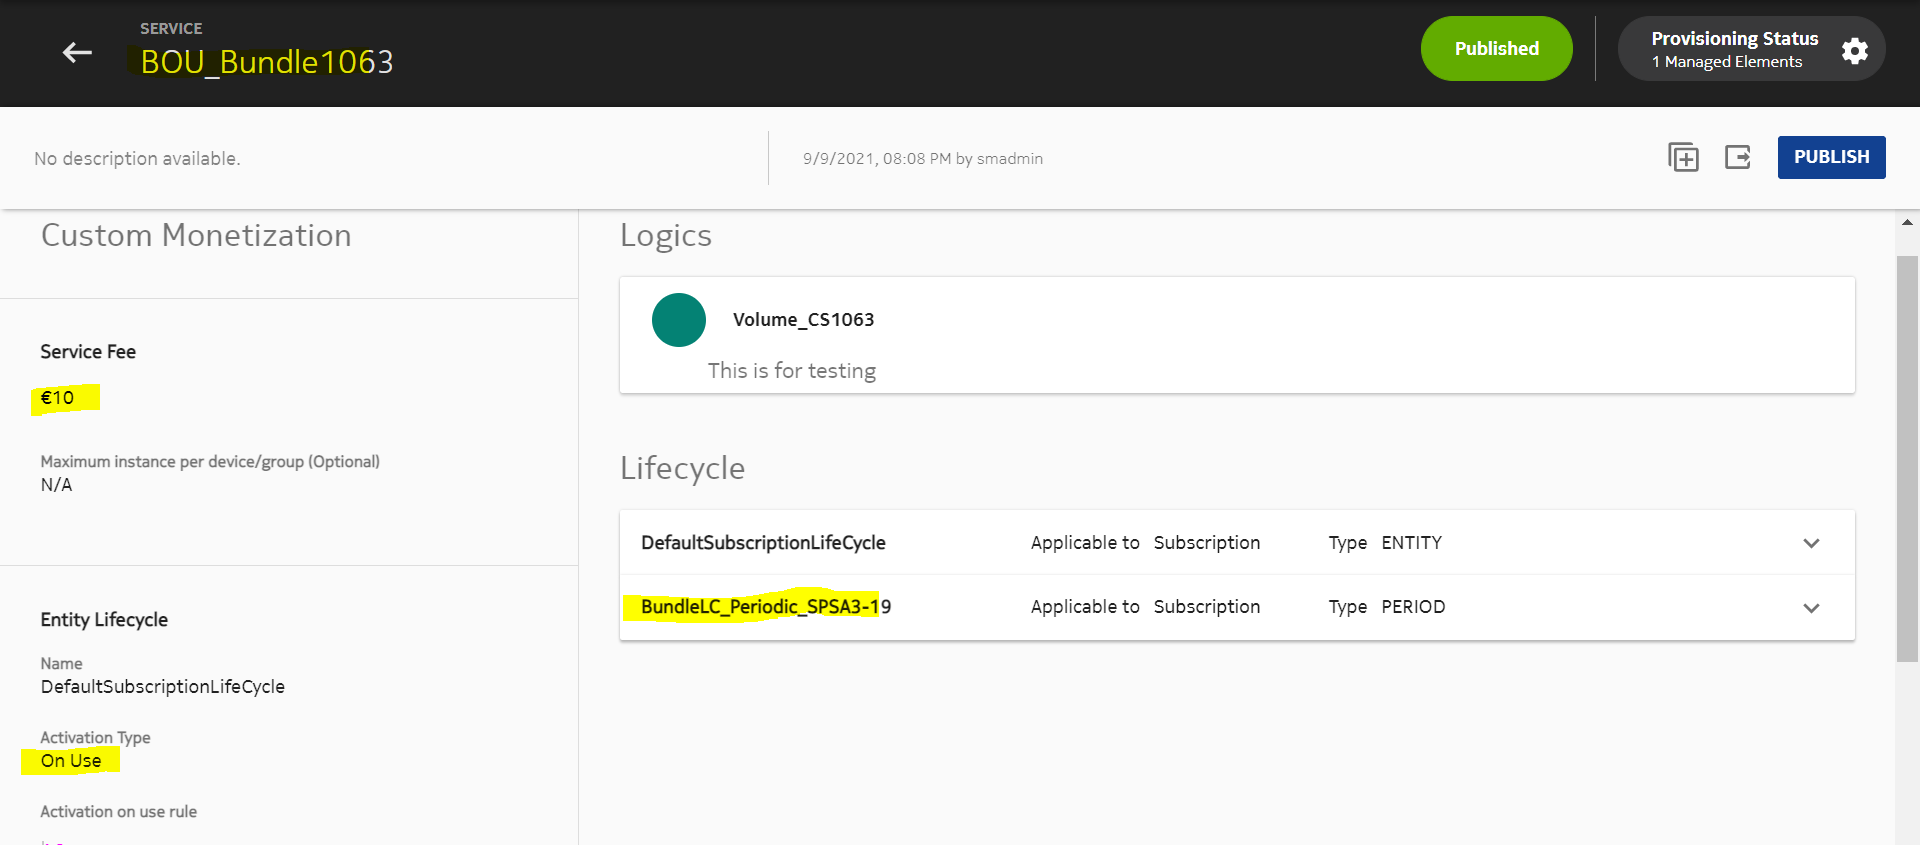 SERVICE
BOU_Bundle1063
Published
Provisioning Status
1 Managed Elements
No description available.
9/9/2021, 08:08 PM by smadmin
PUBLISH
Custom Monetization
Service Fee
€10
Maximum instance per device/group (Optional)
N/A
Entity Lifecycle
Name
DefaultSubscriptionLifeCycle
Activation Type
On Use
Activation on use rule
Logics
Volume_CS1063
This is for testing
Lifecycle
DefaultSubscriptionLifeCycle Applicable to Subscription Type ENTITY
BundleLC_Periodic_SPSA3-19 Applicable to Subscription Type PERIOD